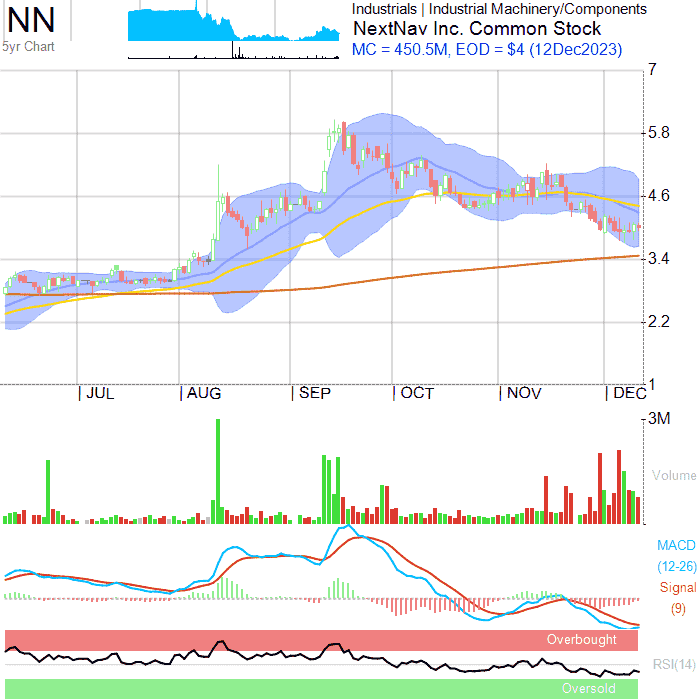 NN
5yr Chart
Industrials | Industrial Machinery/Components
NextNav Inc. Common Stock
MC = 450.5M, EOD = $4 (12Dec2023)
7
5.8
4.6
3.4
2.2
1
| JUL | AUG | SEP | OCT | NOV | DEC
3M
Volume
MACD
(12-26)
Signal
(9)
Overbought
RSI(14)
Oversold